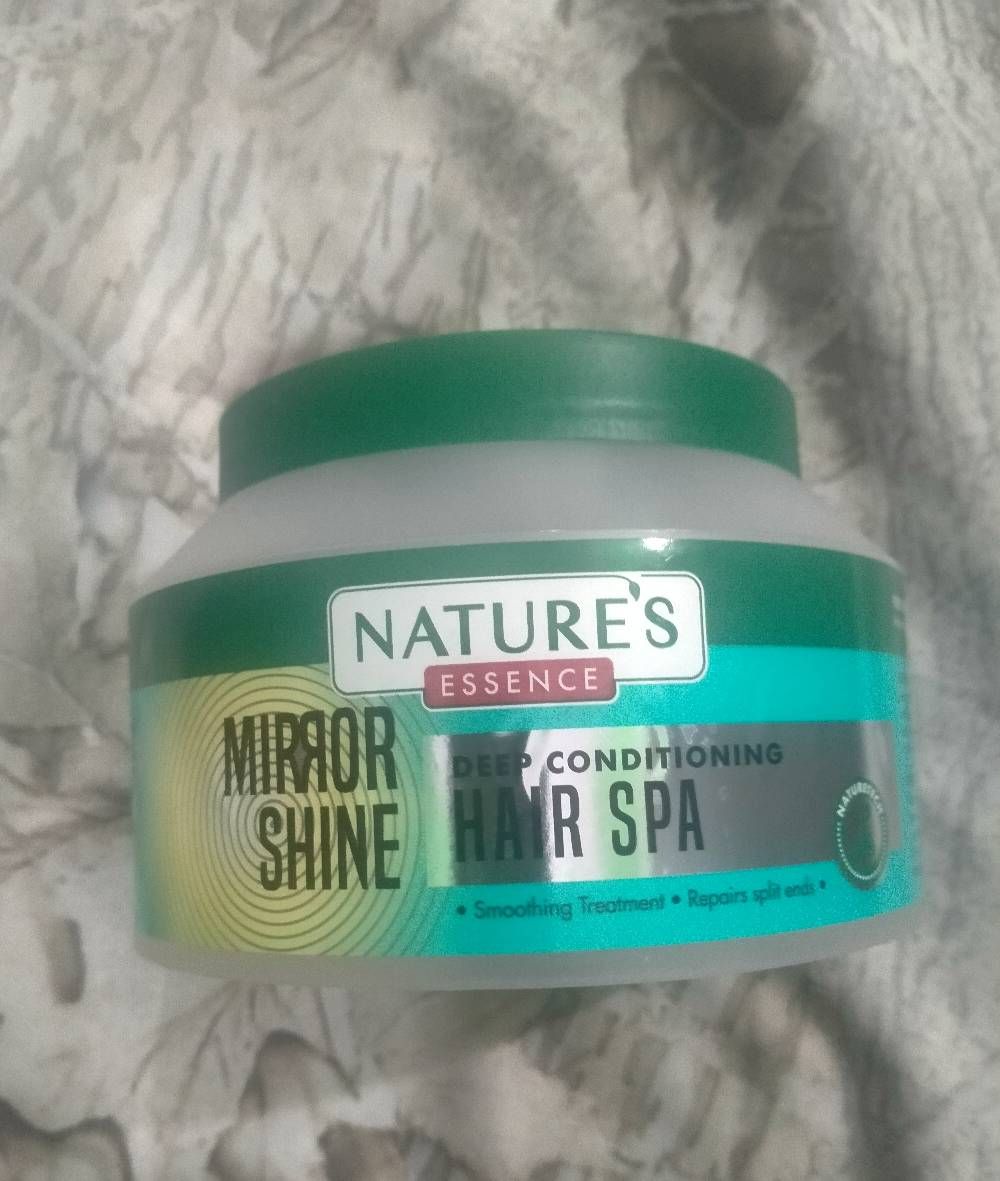 NATURE'S
ESSENCE
MIRROR
SHINE
DEEP CONDITIONING
HAIR SPA
• Smoothing Treatment • Repairs split ends •